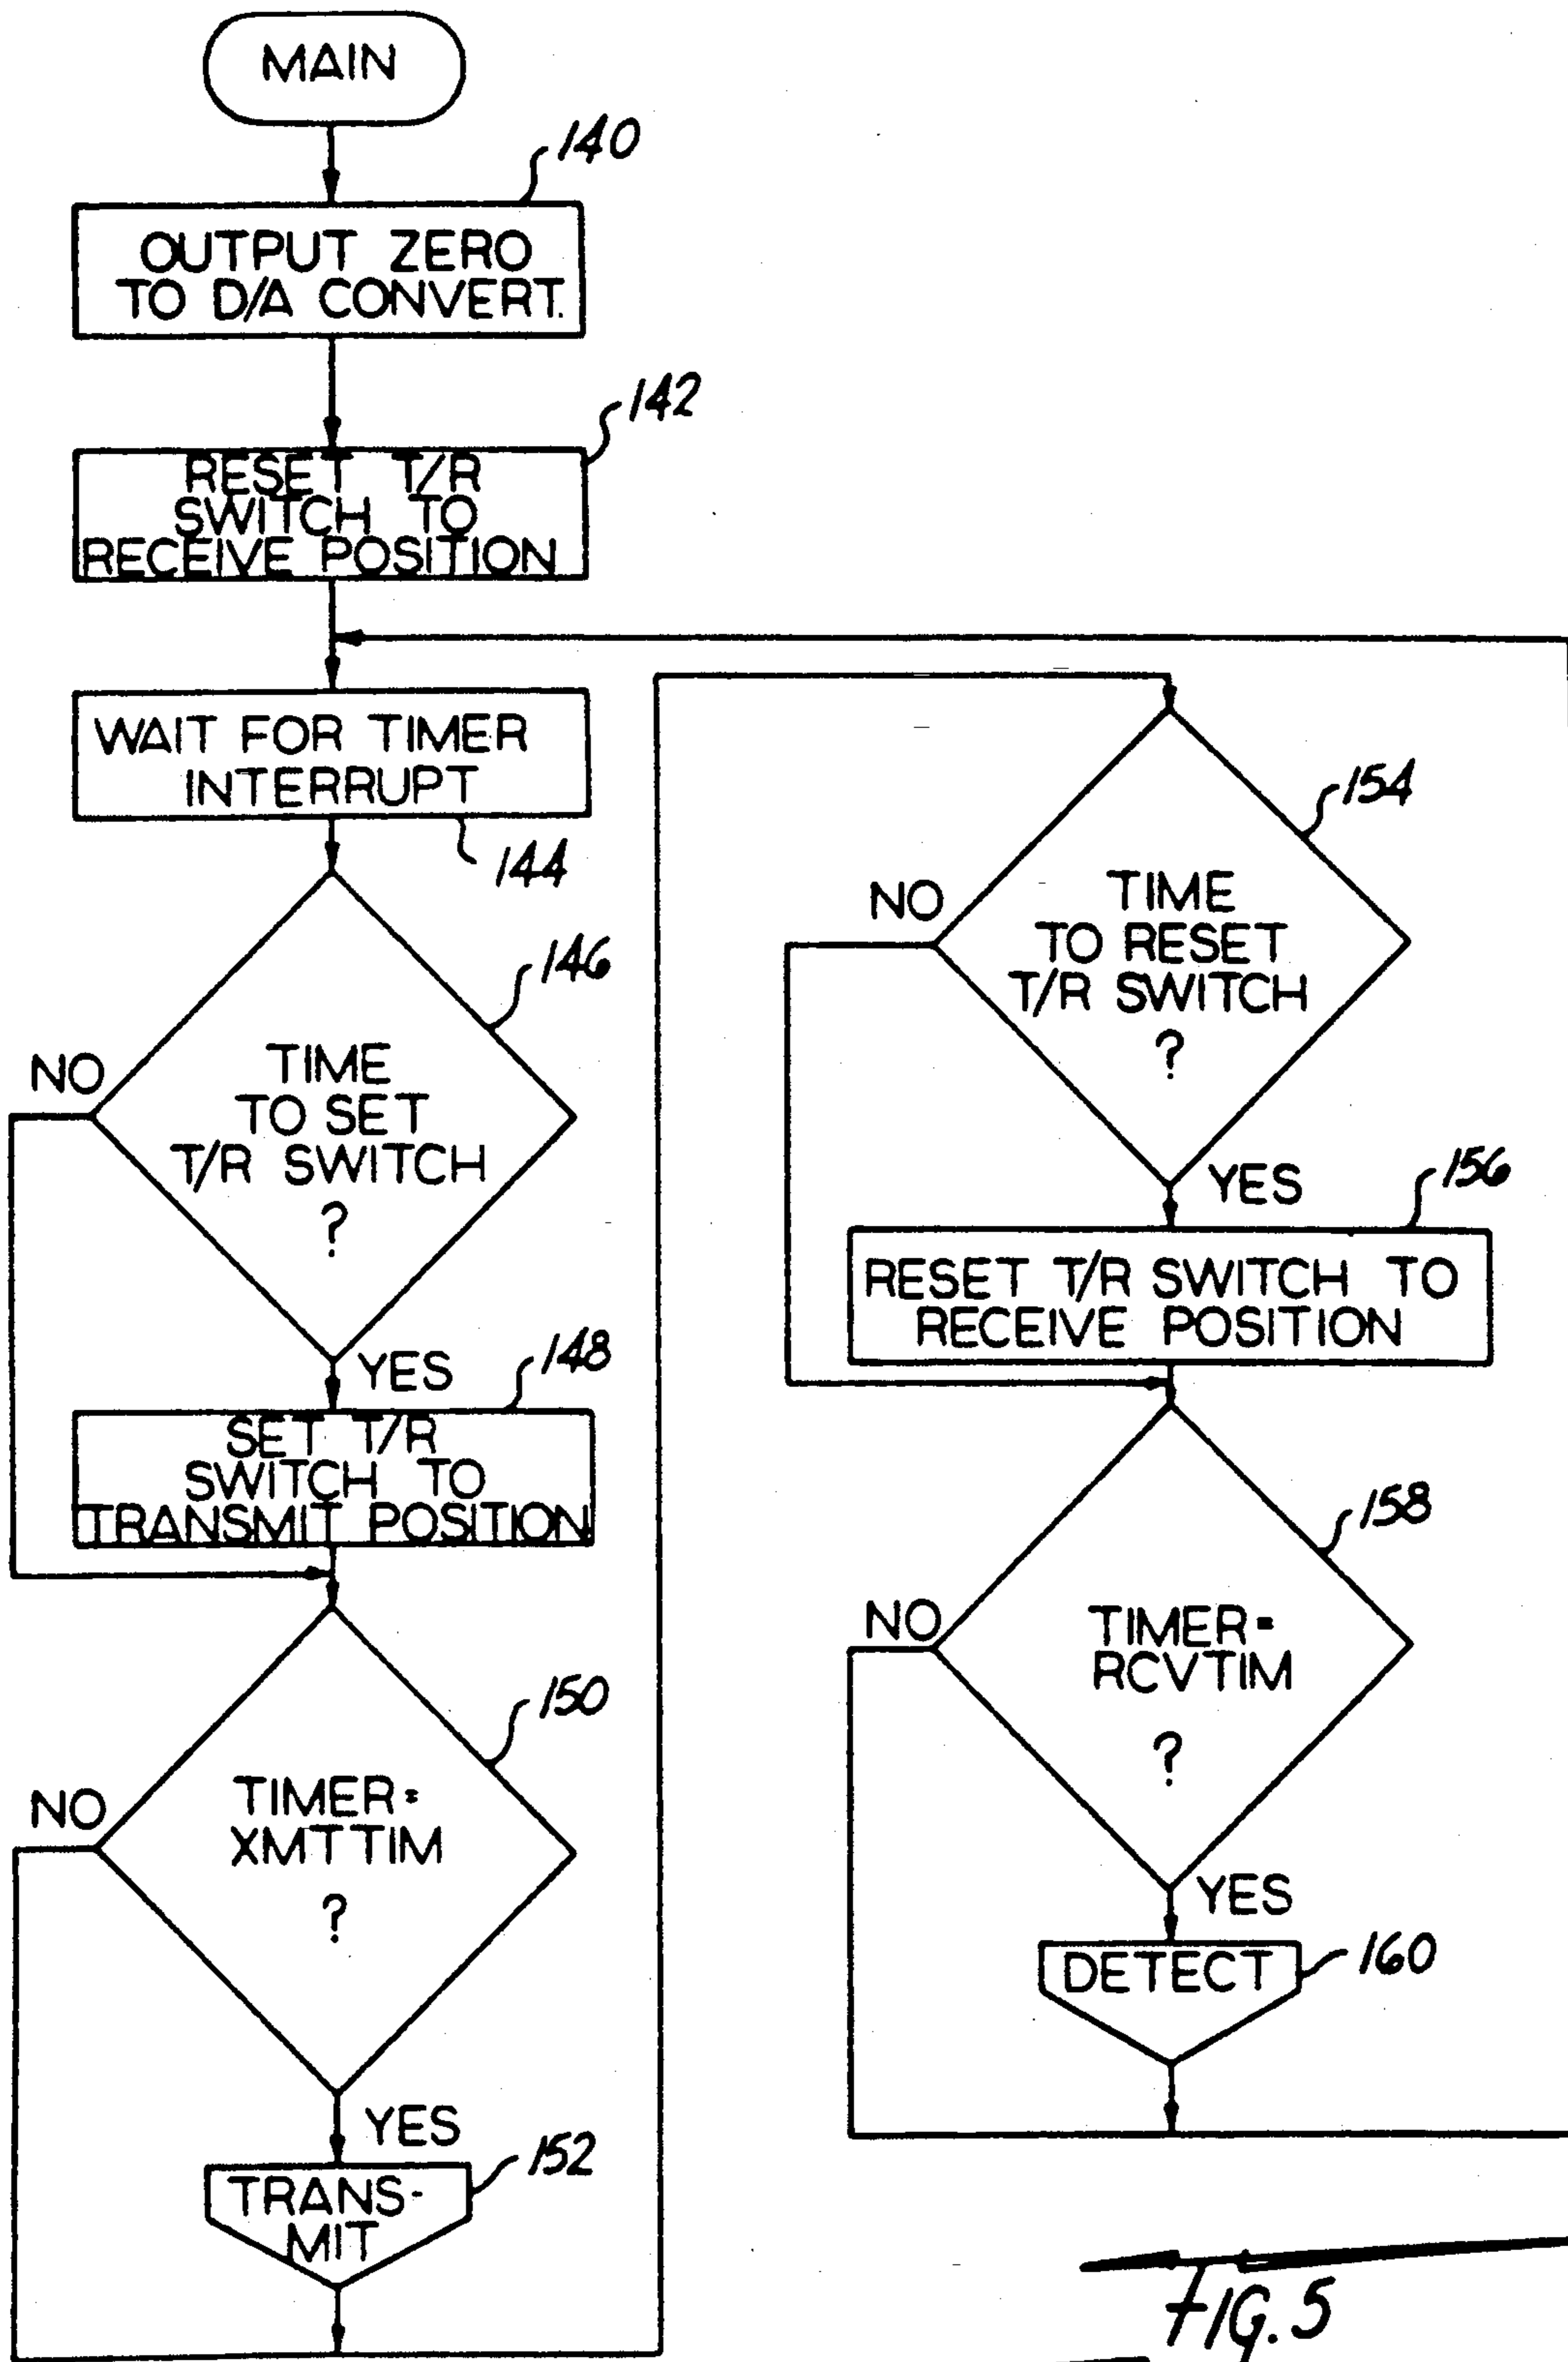 MAIN
140
OUTPUT ZERO
TO D/A CONVERT.
142
RESET T/R
SWITCH TO
RECEIVE POSITION
WAIT FOR TIMER
INTERRUPT
144
146
NO
TIME
TO SET
T/R SWITCH
?
YES
148
SET T/R
SWITCH TO
TRANSMIT POSITION
150
NO
TIMER=
XMTTIM
?
YES
152
TRANS-
MIT
154
NO
TIME
TO RESET
T/R SWITCH
?
YES
156
RESET T/R SWITCH TO
RECEIVE POSITION
158
NO
TIMER=
RCVTIM
?
YES
DETECT
160
FIG. 5